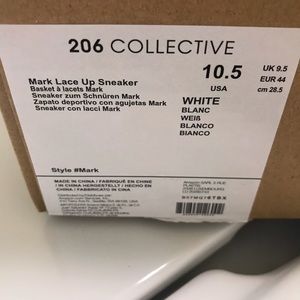 206 COLLECTIVE
Mark Lace Up Sneaker
Basket à lacets Mark
Sneaker zum Schnüren Mark
Zapato deportivo con agujetas Mark
Sneaker con lacci Mark
10.5
USA
UK 9.5
EUR 44
cm 28.5
WHITE
BLANC
WEIß
BLANCO
BIANCO
Style #Mark
MADE IN CHINA / FABRIQUÉ EN CHINE
/ IN CHINA HERGESTELLT / HECHO EN
CHINA / FABBRICATO IN CINA